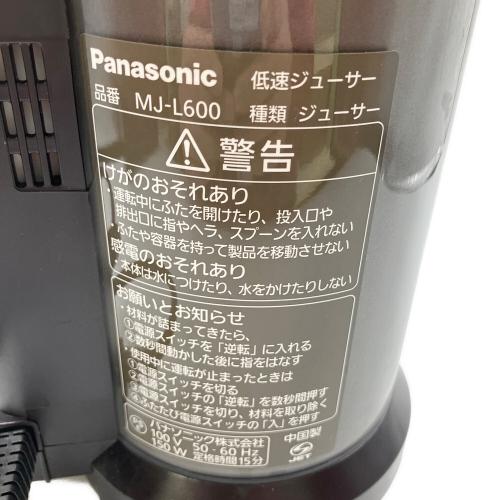 Panasonic 低速ジューサー
品番 MJ-L600 種類 ジューサー
警告
けがのおそれあり
・運転中にふたを開けたり、投入口や
排出口に指やヘラ、スプーンを入れない
・ふたや容器を持って製品を移動させない
感電のおそれあり
・本体は水につけたり、水をかけたりしない
お願いとお知らせ
・材料が詰まってきたら、
①電源スイッチを「逆転」に入れる
②数秒間動かした後に指をはなす
・使用中に運転が止まったときは
①電源スイッチを切る
②電源スイッチの「逆転」を数秒間押す
③電源スイッチを切り、材料を取り除く
④ふたたび電源スイッチの「入」を押す
パナソニック株式会社
100V 50-60Hz 中国製
150W 定格時間15分 JET